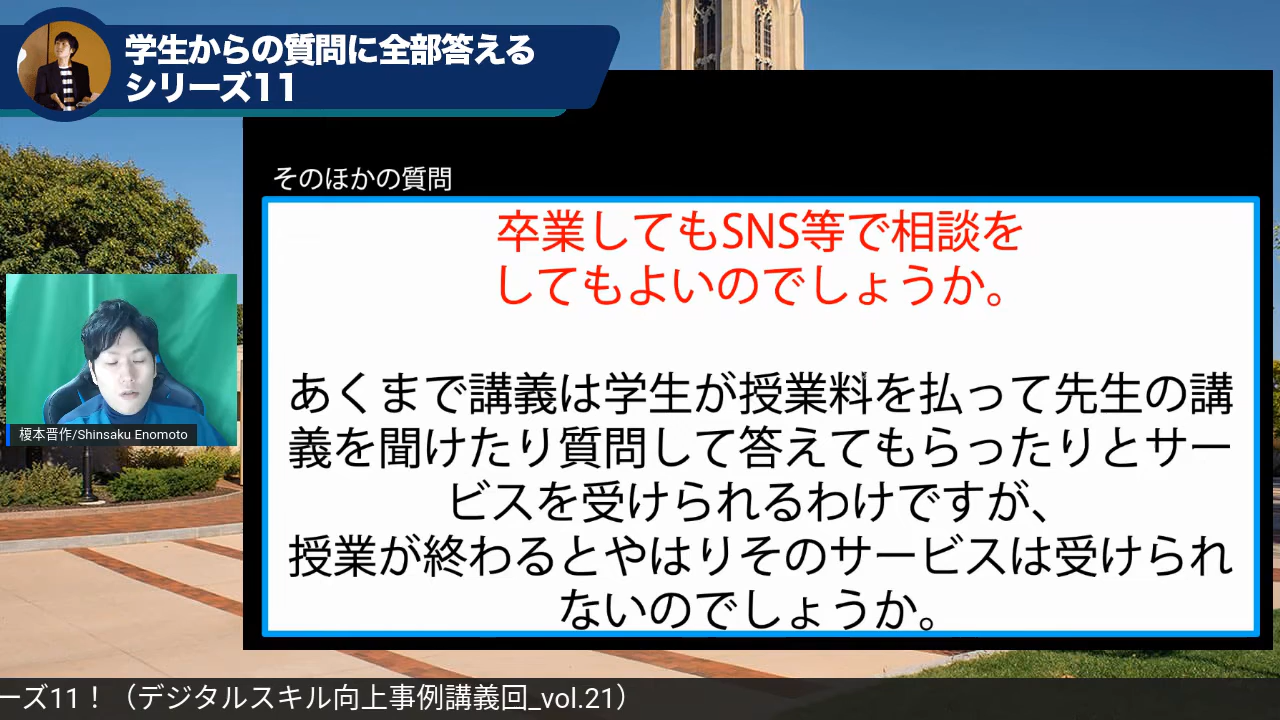 学生からの質問に全部答える
シリーズ11
そのほかの質問
卒業してもSNS等で相談を
してもよいのでしょうか。
あくまで講義は学生が授業料を払って先生の講
義を聞けたり質問して答えてもらったりとサー
ビスを受けられるわけですが、
授業が終わるとやはりそのサービスは受けられ
ないのでしょうか。
榎本晋作/Shinsaku Enomoto
ーズ11！（デジタルスキル向上事例講義回_vol.21）